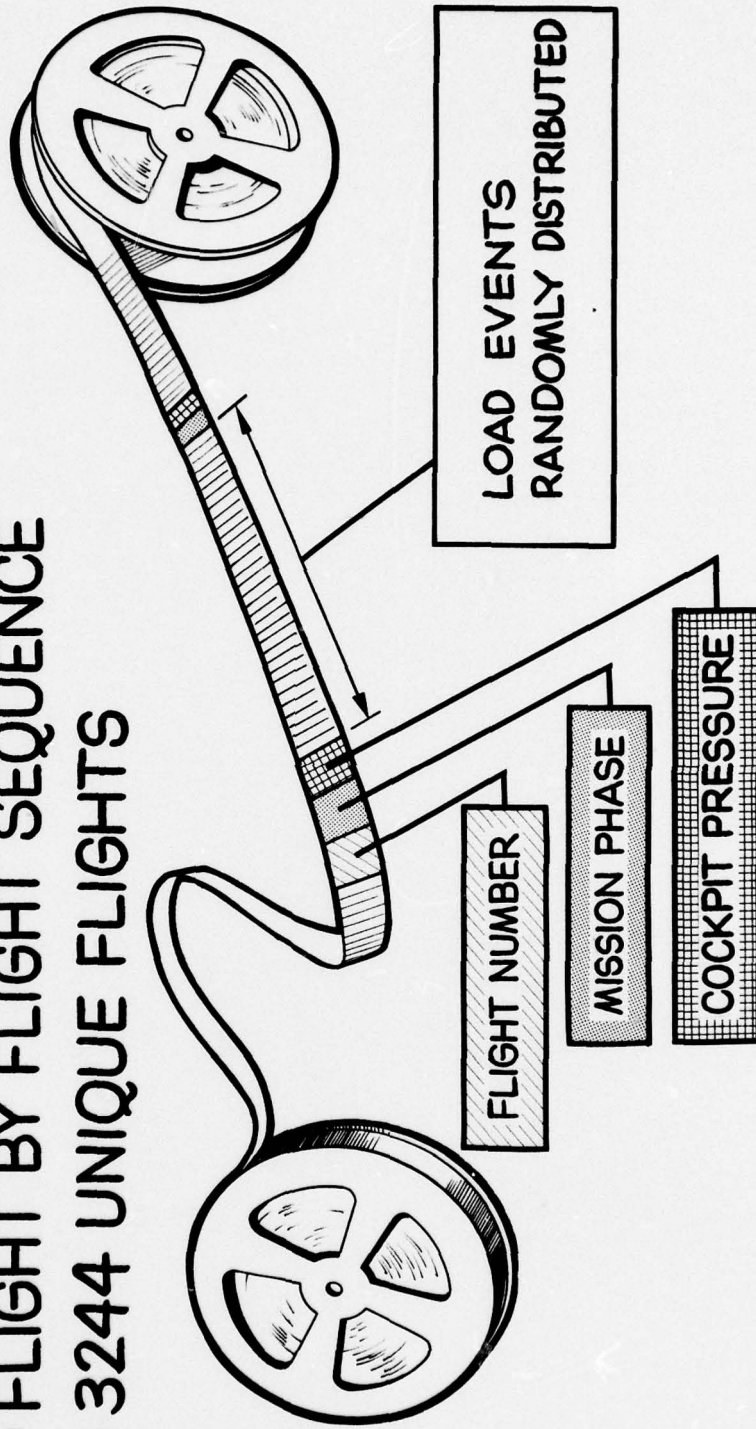 FLIGHT BY FLIGHT SEQUENCE
3244 UNIQUE FLIGHTS
FLIGHT NUMBER
MISSION PHASE
COCKPIT PRESSURE
LOAD EVENTS
RANDOMLY DISTRIBUTED